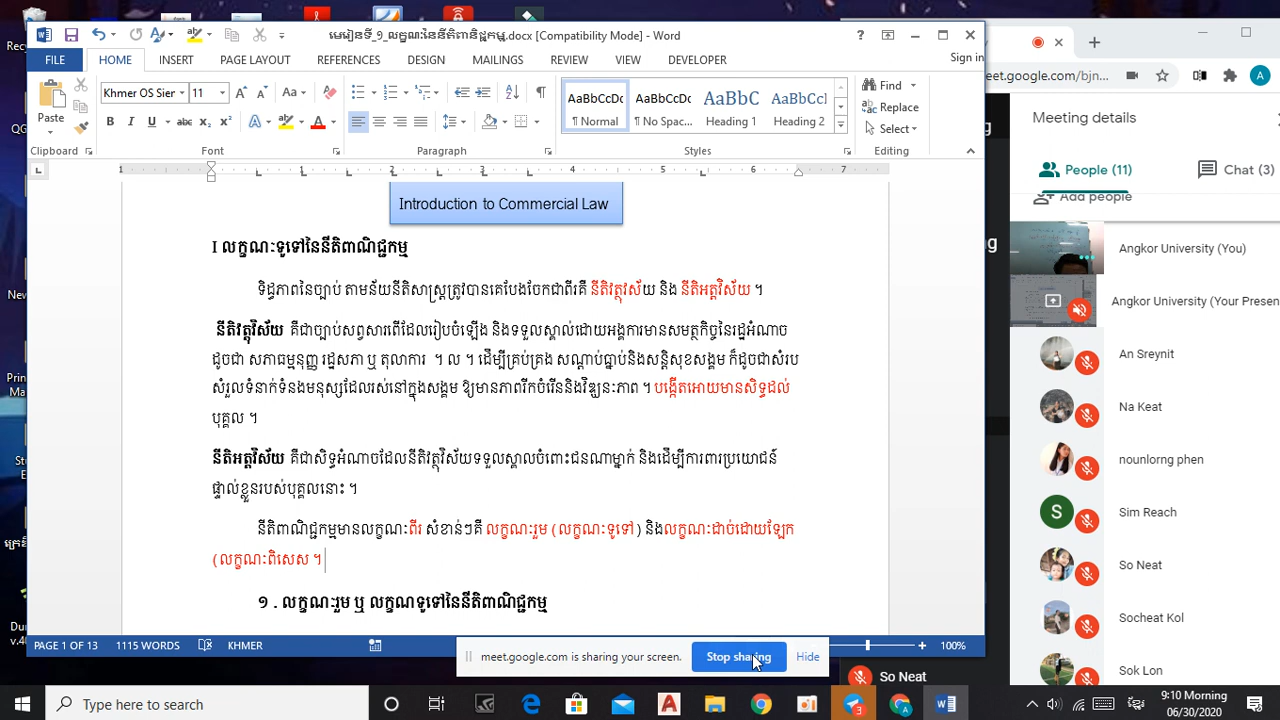 មេរៀនទី_9_លក្ខណៈនៃនីតិពាណិជ្ជកម្ម.docx [Compatibility Mode] - Word
Sign in
FILE HOME INSERT PAGE LAYOUT REFERENCES DESIGN MAILINGS REVIEW VIEW DEVELOPER
Paste
Clipboard
Khmer OS Sier 11
Font
Paragraph
AaBbCcDc AaBbCcDc AaBbC AaBbCcI
¶ Normal ¶ No Spac... Heading 1 Heading 2
Styles
Find
Replace
Select
Editing
1 1 2 3 4 5 6 7
Introduction to Commercial Law
I លក្ខណៈទូទៅនៃនីតិពាណិជ្ជកម្ម
ទិដ្ឋភាពនៃច្បាប់ តាមន័យនីតិសាស្ត្រត្រូវបានគេបែងចែកជាពីរគឺ នីតិវត្ថុវិស័យ និង នីតិអត្តវិស័យ ។
នីតិវត្ថុវិស័យ គឺជាច្បាប់សព្វសារពើដែលរៀបចំឡើង និងទទួលស្គាល់ដោយអង្គការមានសមត្ថកិច្ចនៃរដ្ឋអំណាច
ដូចជា សភាធម្មនុញ្ញ រដ្ឋសភា ឬ តុលាការ ។ ល ។ ដើម្បីគ្រប់គ្រង សណ្តាប់ធ្នាប់និងសន្តិសុខសង្គម ក៏ដូចជាសំរប
សំរួលទំនាក់ទំនងមនុស្សដែលរស់នៅក្នុងសង្គម ឱ្យមានភាពរីកចំរើននិងវិឌ្ឍនៈភាព ។ បង្កើតអោយមានសិទ្ធដល់
បុគ្គល ។
នីតិអត្តវិស័យ គឺជាសិទ្ធអំណាចដែលនីតិវត្ថុវិស័យទទួលស្គាលចំពោះជនណាម្នាក់ និងដើម្បីការពារប្រយោជន៍
ផ្ទាល់ខ្លួនរបស់បុគ្គលនោះ ។
នីតិពាណិជ្ជកម្មមានលក្ខណៈពីរ សំខាន់ៗគឺ លក្ខណៈរួម (លក្ខណៈទូទៅ) និងលក្ខណៈដាច់ដោយឡែក
(លក្ខណៈពិសេស ។
១ . លក្ខណៈរួម ឬ លក្ខណទូទៅនៃនីតិពាណិជ្ជកម្ម
PAGE 1 OF 13 1115 WORDS KHMER
100%
meet.google.com is sharing your screen. Stop sharing Hide
eet.google.com/bjn...
A
Meeting details
People (11) Chat (3)
Add people
Angkor University (You)
Angkor University (Your Presen
An Sreynit
Na Keat
nounlorng phen
S Sim Reach
So Neat
Socheat Kol
Sok Lon
So Neat
Type here to search
3
9:10 Morning
06/30/2020